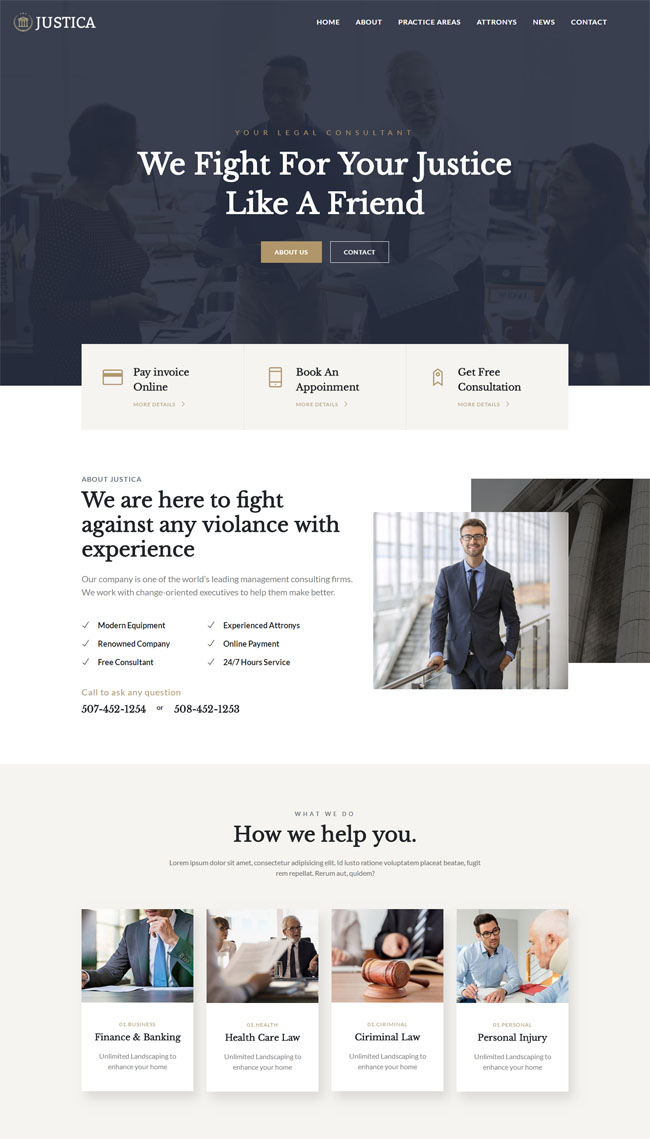 JUSTICA
HOME ABOUT PRACTICE AREAS ATTRONYS NEWS CONTACT
YOUR LEGAL CONSULTANT
We Fight For Your Justice
Like A Friend
ABOUT US CONTACT
Pay invoice
Online
MORE DETAILS
Book An
Appoinment
MORE DETAILS
Get Free
Consultation
MORE DETAILS
ABOUT JUSTICA
We are here to fight
against any violance with
experience
Our company is one of the world's leading management consulting firms.
We work with change-oriented executives to help them make better.
Modern Equipment Experienced Attronys
Renowned Company Online Payment
Free Consultant 24/7 Hours Service
Call to ask any question
507-452-1254 or 508-452-1253
WHAT WE DO
How we help you.
Lorem ipsum dolor sit amet, consectetur adipisicing elit. Id iusto ratione voluptatem placeat beatae, fugit
rem repellat. Rerum aut, quidem?
01.BUSINESS
Finance & Banking
Unlimited Landscaping to
enhance your home
01.HEALTH
Health Care Law
Unlimited Landscaping to
enhance your home
01.CIRIMINAL
Ciriminal Law
Unlimited Landscaping to
enhance your home
01.PERSONAL
Personal Injury
Unlimited Landscaping to
enhance your home